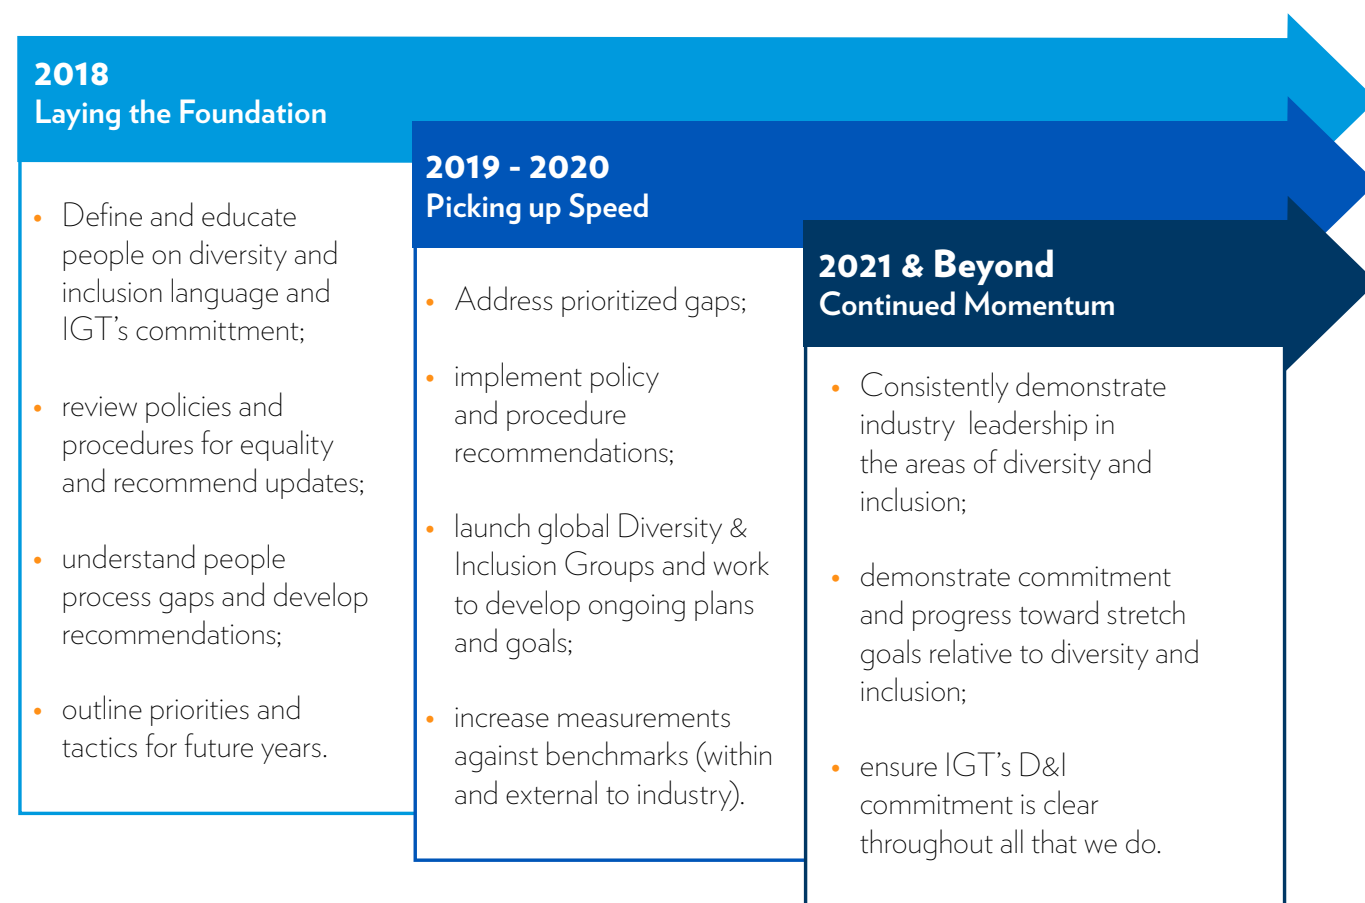 2018
Laying the Foundation
• Define and educate
people on diversity and
inclusion language and
IGT's committment;
• review policies and
procedures for equality
and recommend updates;
• understand people
process gaps and develop
recommendations;
• outline priorities and
tactics for future years.
2019 - 2020
Picking up Speed
• Address prioritized gaps;
• implement policy
and procedure
recommendations;
• launch global Diversity &
Inclusion Groups and work
to develop ongoing plans
and goals;
• increase measurements
against benchmarks (within
and external to industry).
2021 & Beyond
Continued Momentum
• Consistently demonstrate
industry leadership in
the areas of diversity and
inclusion;
• demonstrate commitment
and progress toward stretch
goals relative to diversity and
inclusion;
• ensure IGT's D&I
commitment is clear
throughout all that we do.